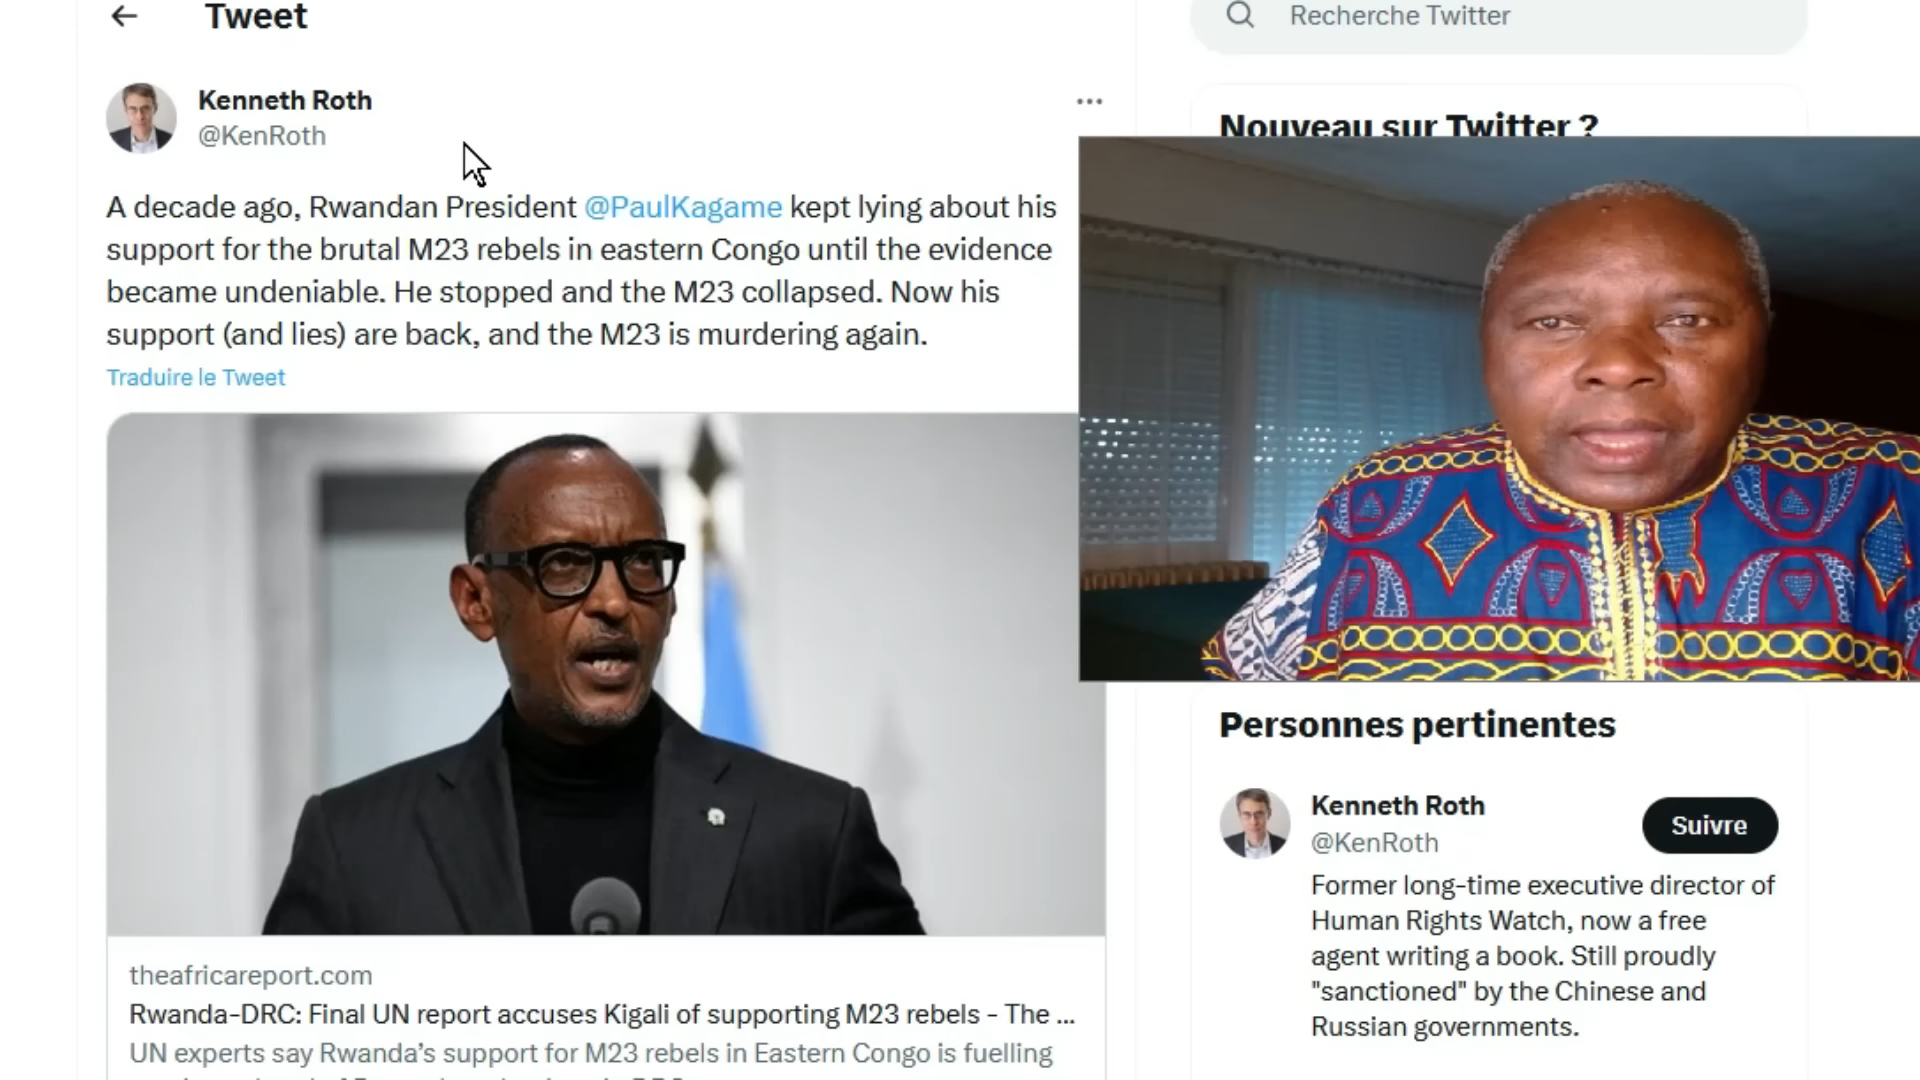 Tweet
Recherche Twitter
Kenneth Roth
@KenRoth
Nouveau sur Twitter ?
A decade ago, Rwandan President @PaulKagame kept lying about his
support for the brutal M23 rebels in eastern Congo until the evidence
became undeniable. He stopped and the M23 collapsed. Now his
support (and lies) are back, and the M23 is murdering again.
Traduire le Tweet
theafricareport.com
Rwanda-DRC: Final UN report accuses Kigali of supporting M23 rebels - The ...
UN experts say Rwanda's support for M23 rebels in Eastern Congo is fuelling
Personnes pertinentes
Kenneth Roth
@KenRoth
Suivre
Former long-time executive director of
Human Rights Watch, now a free
agent writing a book. Still proudly
"sanctioned" by the Chinese and
Russian governments.